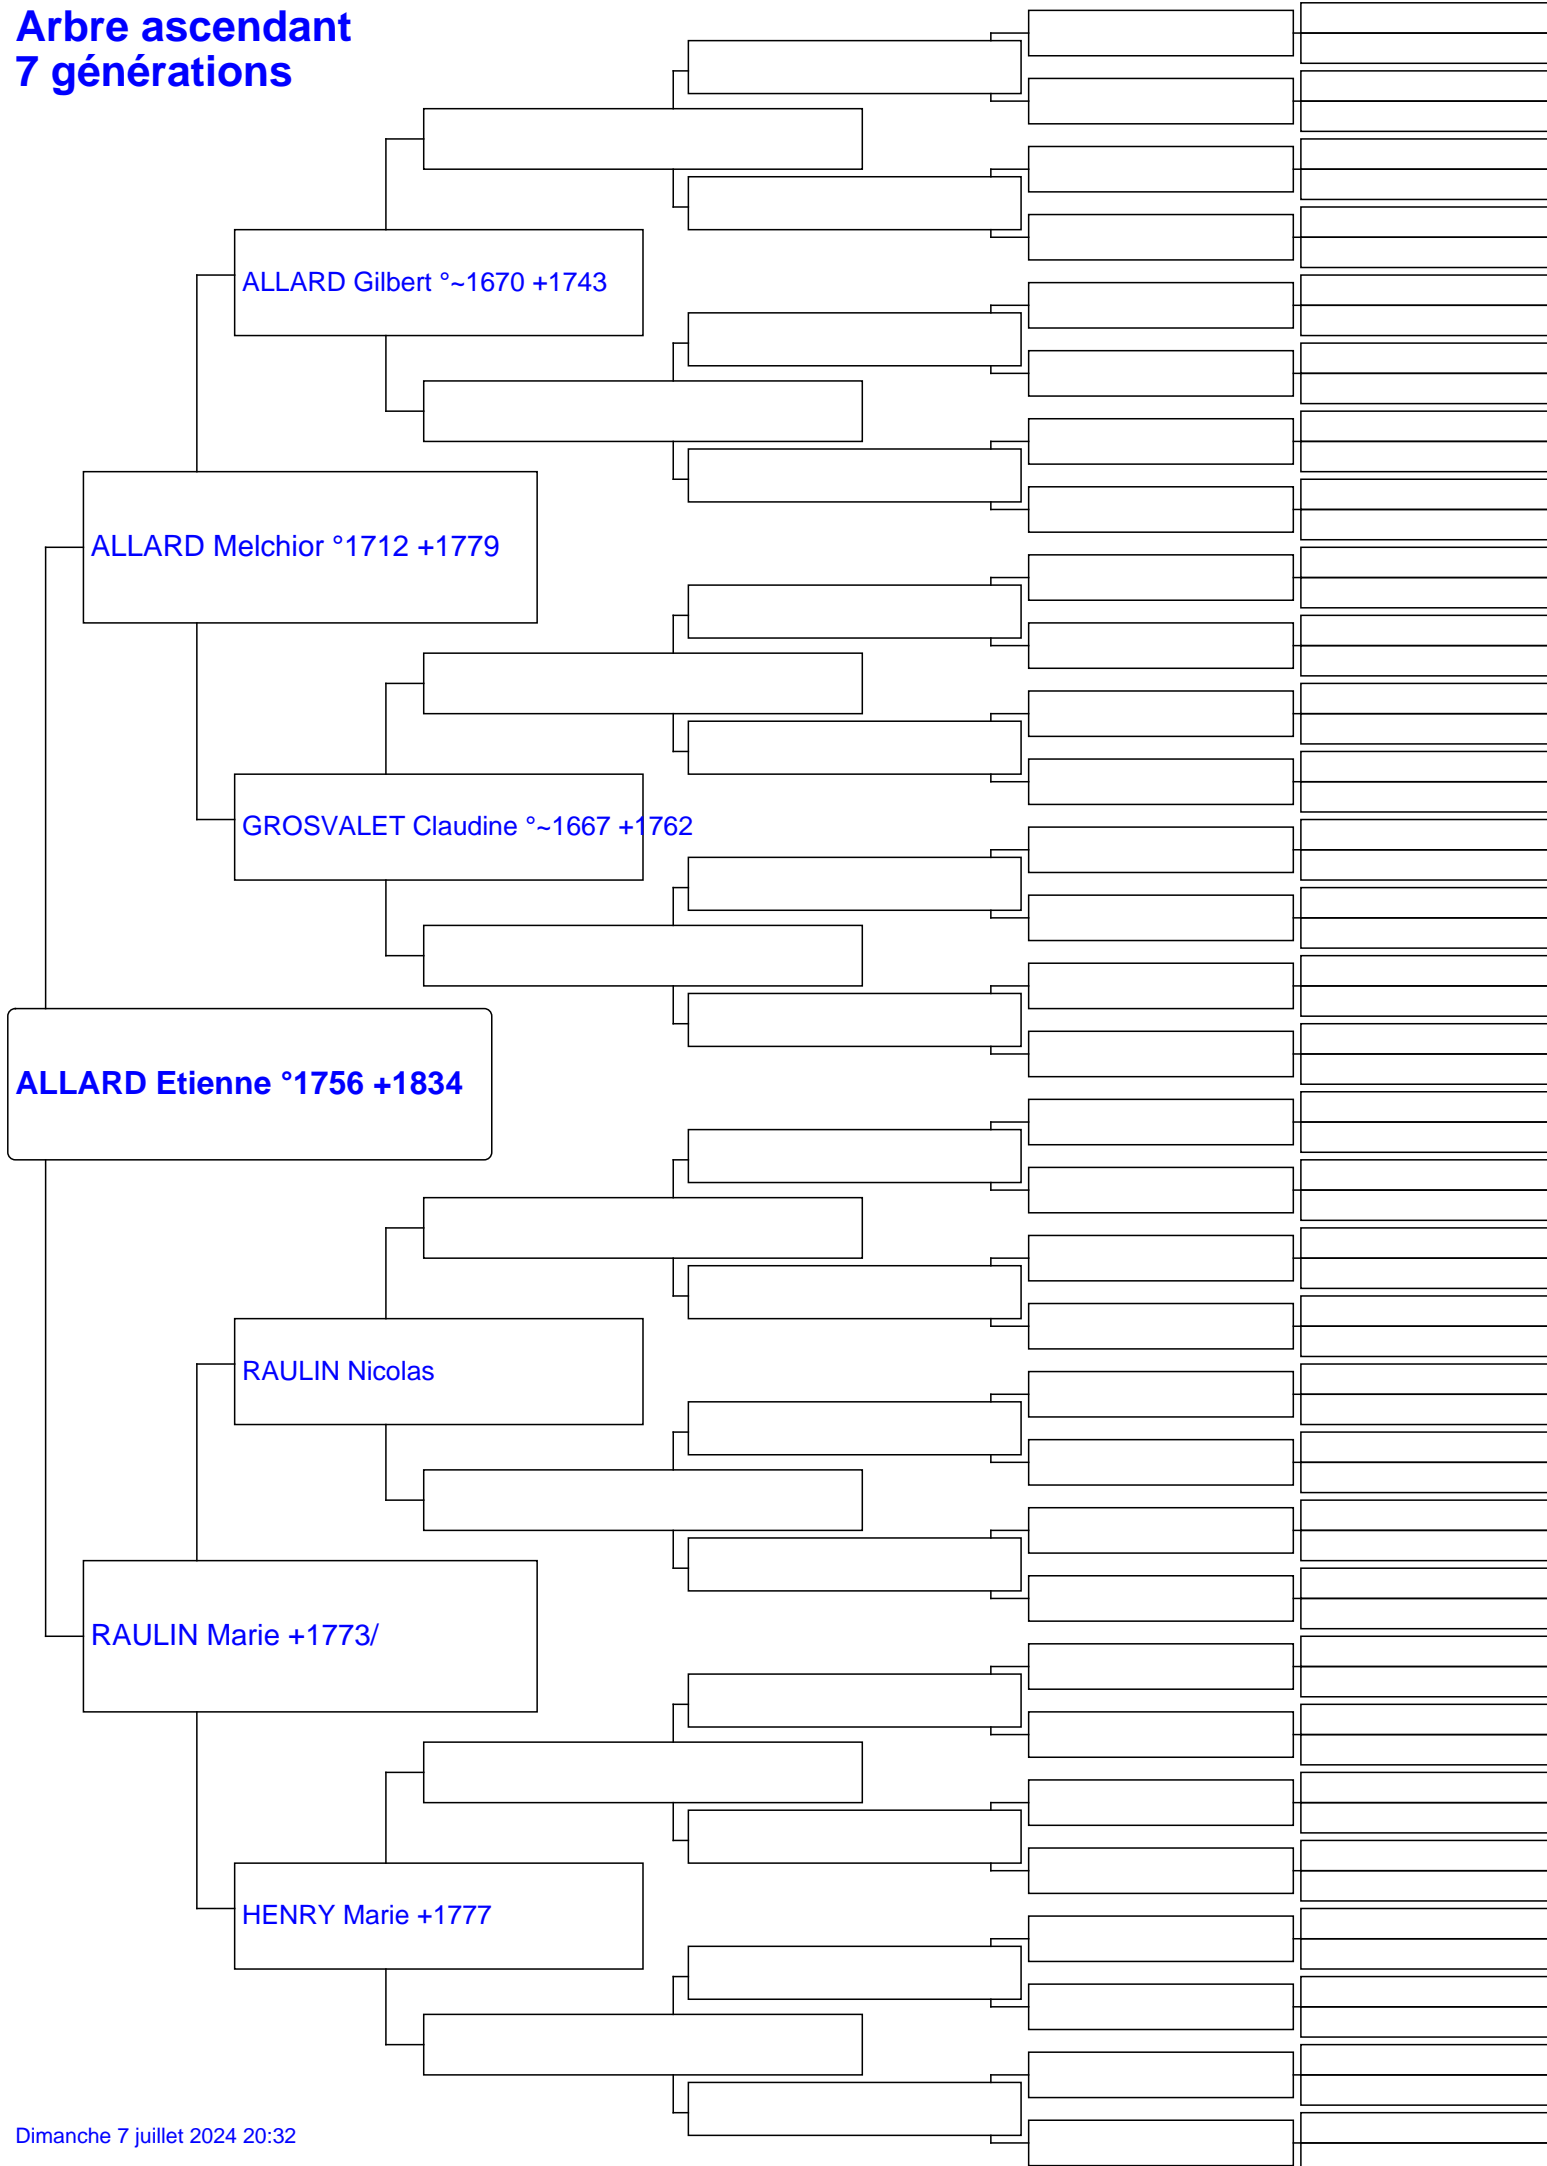 Arbre ascendant
7 générations
ALLARD Gilbert °~1670 +1743
ALLARD Melchior °1712 +1779
GROSVALET Claudine °~1667 +1762
ALLARD Etienne °1756 +1834
RAULIN Nicolas
RAULIN Marie +1773/
HENRY Marie +1777
Dimanche 7 juillet 2024 20:32